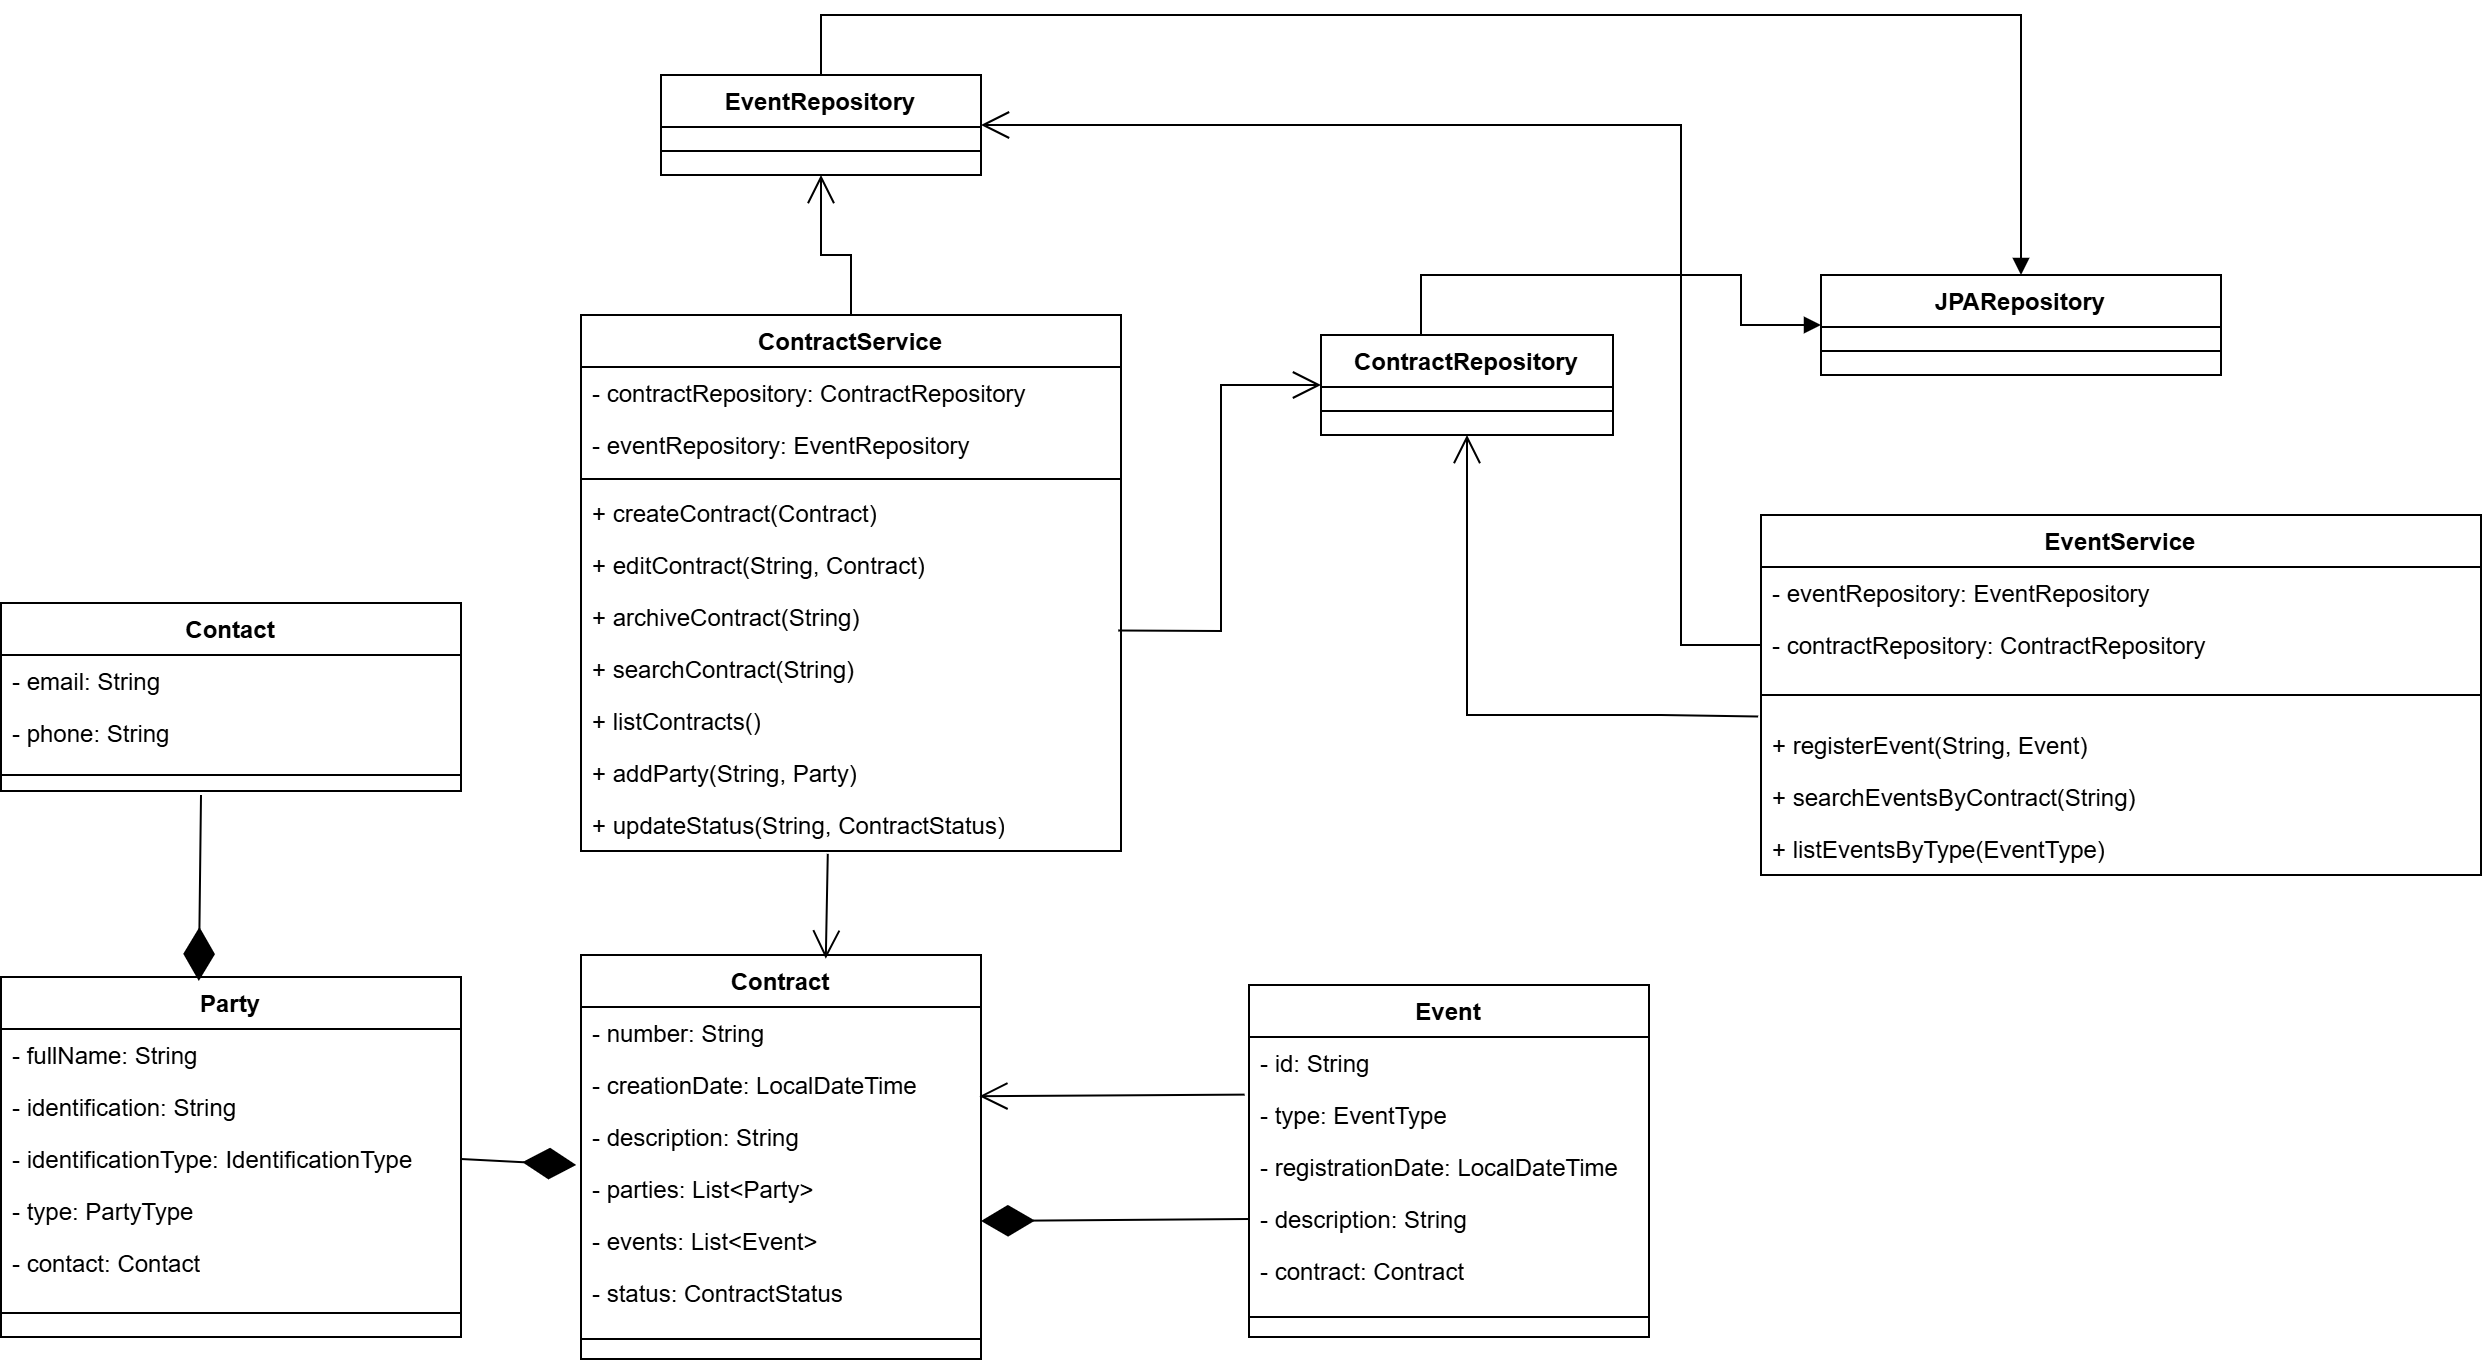 EventRepository
ContractService
- contractRepository: ContractRepository
- eventRepository: EventRepository
+ createContract(Contract)
+ editContract(String, Contract)
+ archiveContract(String)
+ searchContract(String)
+ listContracts()
+ addParty(String, Party)
+ updateStatus(String, ContractStatus)
ContractRepository
JPARepository
EventService
- eventRepository: EventRepository
- contractRepository: ContractRepository
+ registerEvent(String, Event)
+ searchEventsByContract(String)
+ listEventsByType(EventType)
Contact
- email: String
- phone: String
Party
- fullName: String
- identification: String
- identificationType: IdentificationType
- type: PartyType
- contact: Contact
Contract
- number: String
- creationDate: LocalDateTime
- description: String
- parties: List<Party>
- events: List<Event>
- status: ContractStatus
Event
- id: String
- type: EventType
- registrationDate: LocalDateTime
- description: String
- contract: Contract